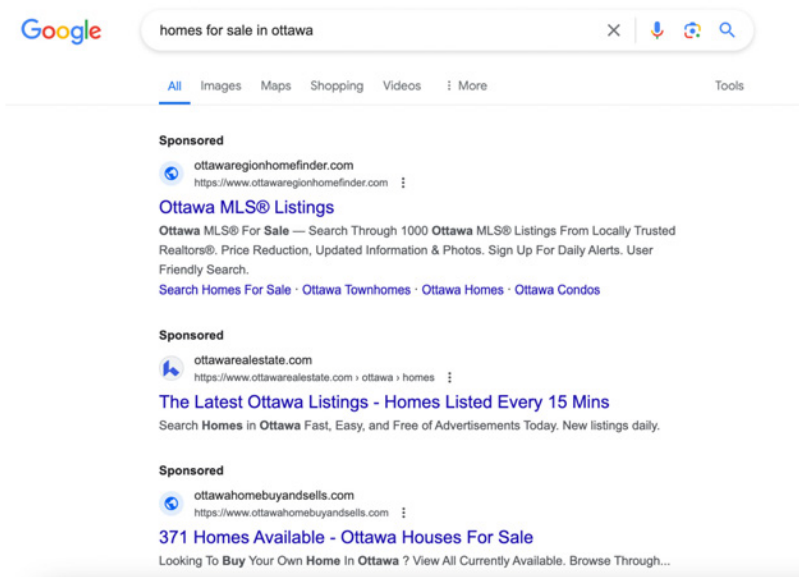 Google
homes for sale in ottawa
All Images Maps Shopping Videos More Tools
Sponsored
ottawaregionhomefinder.com
https://www.ottawaregionhomefinder.com
Ottawa MLS® Listings
Ottawa MLS® For Sale — Search Through 1000 Ottawa MLS® Listings From Locally Trusted
Realtors®. Price Reduction, Updated Information & Photos. Sign Up For Daily Alerts. User
Friendly Search.
Search Homes For Sale · Ottawa Townhomes · Ottawa Homes · Ottawa Condos
Sponsored
ottawarealestate.com
https://www.ottawarealestate.com › ottawa › homes
The Latest Ottawa Listings - Homes Listed Every 15 Mins
Search Homes in Ottawa Fast, Easy, and Free of Advertisements Today. New listings daily.
Sponsored
ottawahomebuyandsells.com
https://www.ottawahomebuyandsells.com
371 Homes Available - Ottawa Houses For Sale
Looking To Buy Your Own Home In Ottawa ? View All Currently Available. Browse Through...